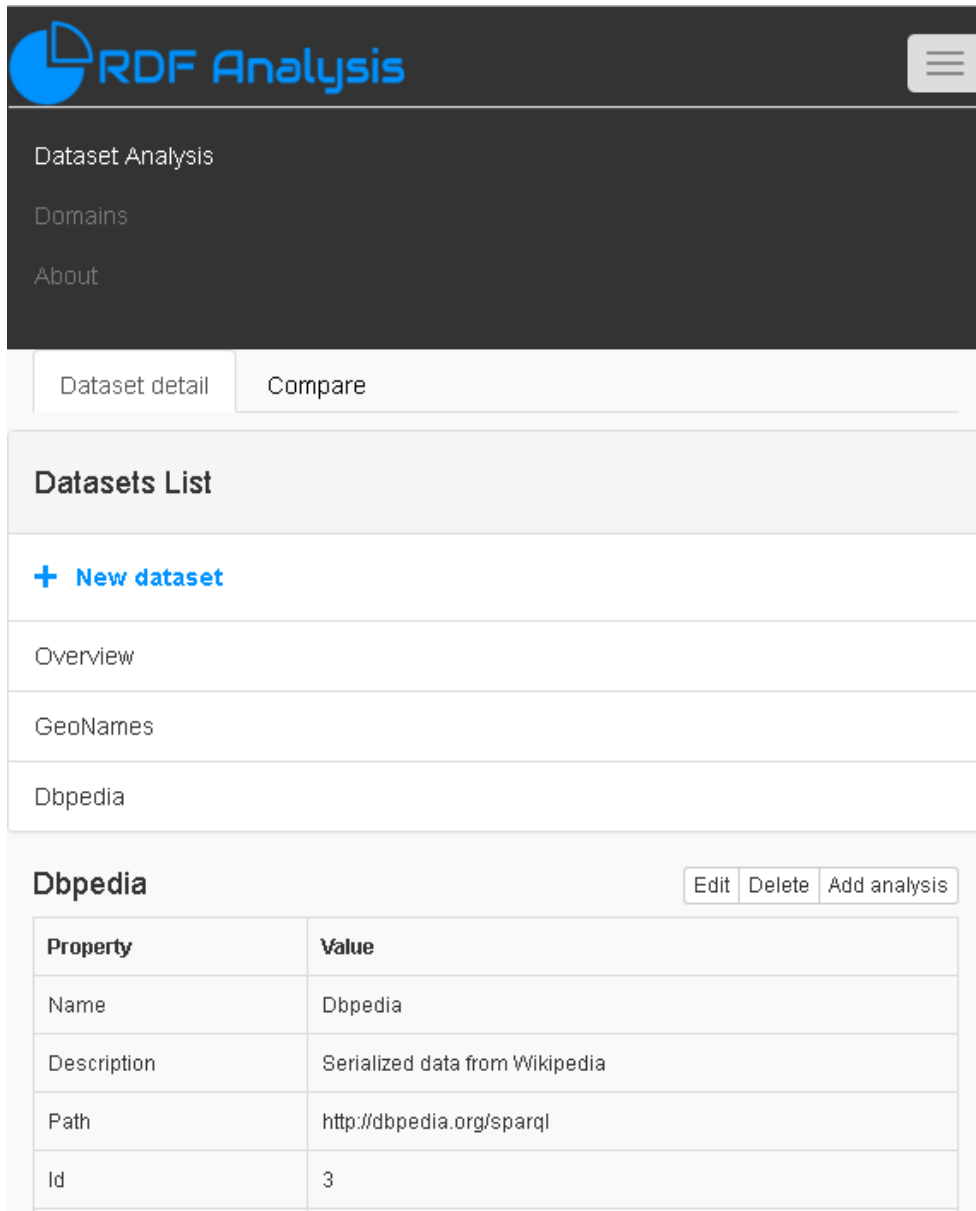 RDF Analysis
Dataset Analysis
Domains
About
Dataset detail Compare
Datasets List
+ New dataset
Overview
GeoNames
Dbpedia
Dbpedia Edit Delete Add analysis
Property Value
Name Dbpedia
Description Serialized data from Wikipedia
Path http://dbpedia.org/sparql
Id 3